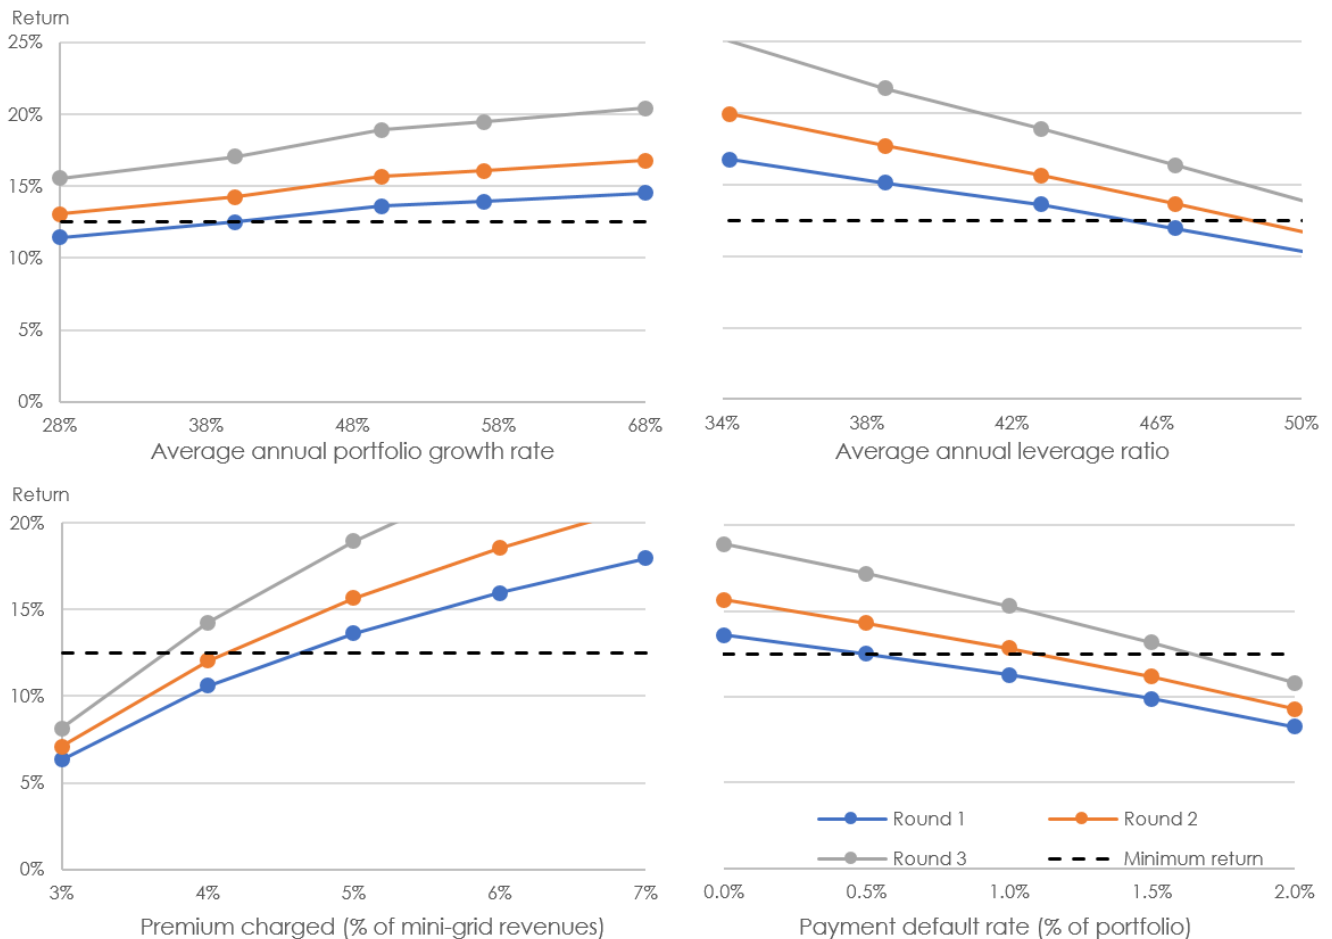 Return
25%
20%
15%
10%
5%
0%
28% 38% 48% 58% 68%
Average annual portfolio growth rate
34% 38% 42% 46% 50%
Average annual leverage ratio
Return
20%
15%
10%
5%
0%
3% 4% 5% 6% 7%
Premium charged (% of mini-grid revenues)
Round 1 Round 2
Round 3 Minimum return
0.0% 0.5% 1.0% 1.5% 2.0%
Payment default rate (% of portfolio)